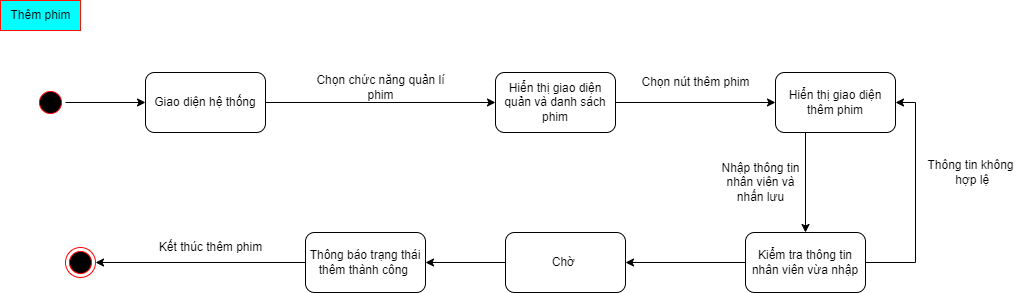 Thêm phim
Chọn chức năng quản lí
phim
Giao diện hệ thống
Hiển thị giao diện
quản và danh sách
phim
Chọn nút thêm phim
Hiển thị giao diện
thêm phim
Nhập thông tin
nhân viên và
nhấn lưu
Thông tin không
hợp lệ
Kết thúc thêm phim
Thông báo trạng thái
thêm thành công
Chờ
Kiểm tra thông tin
nhân viên vừa nhập